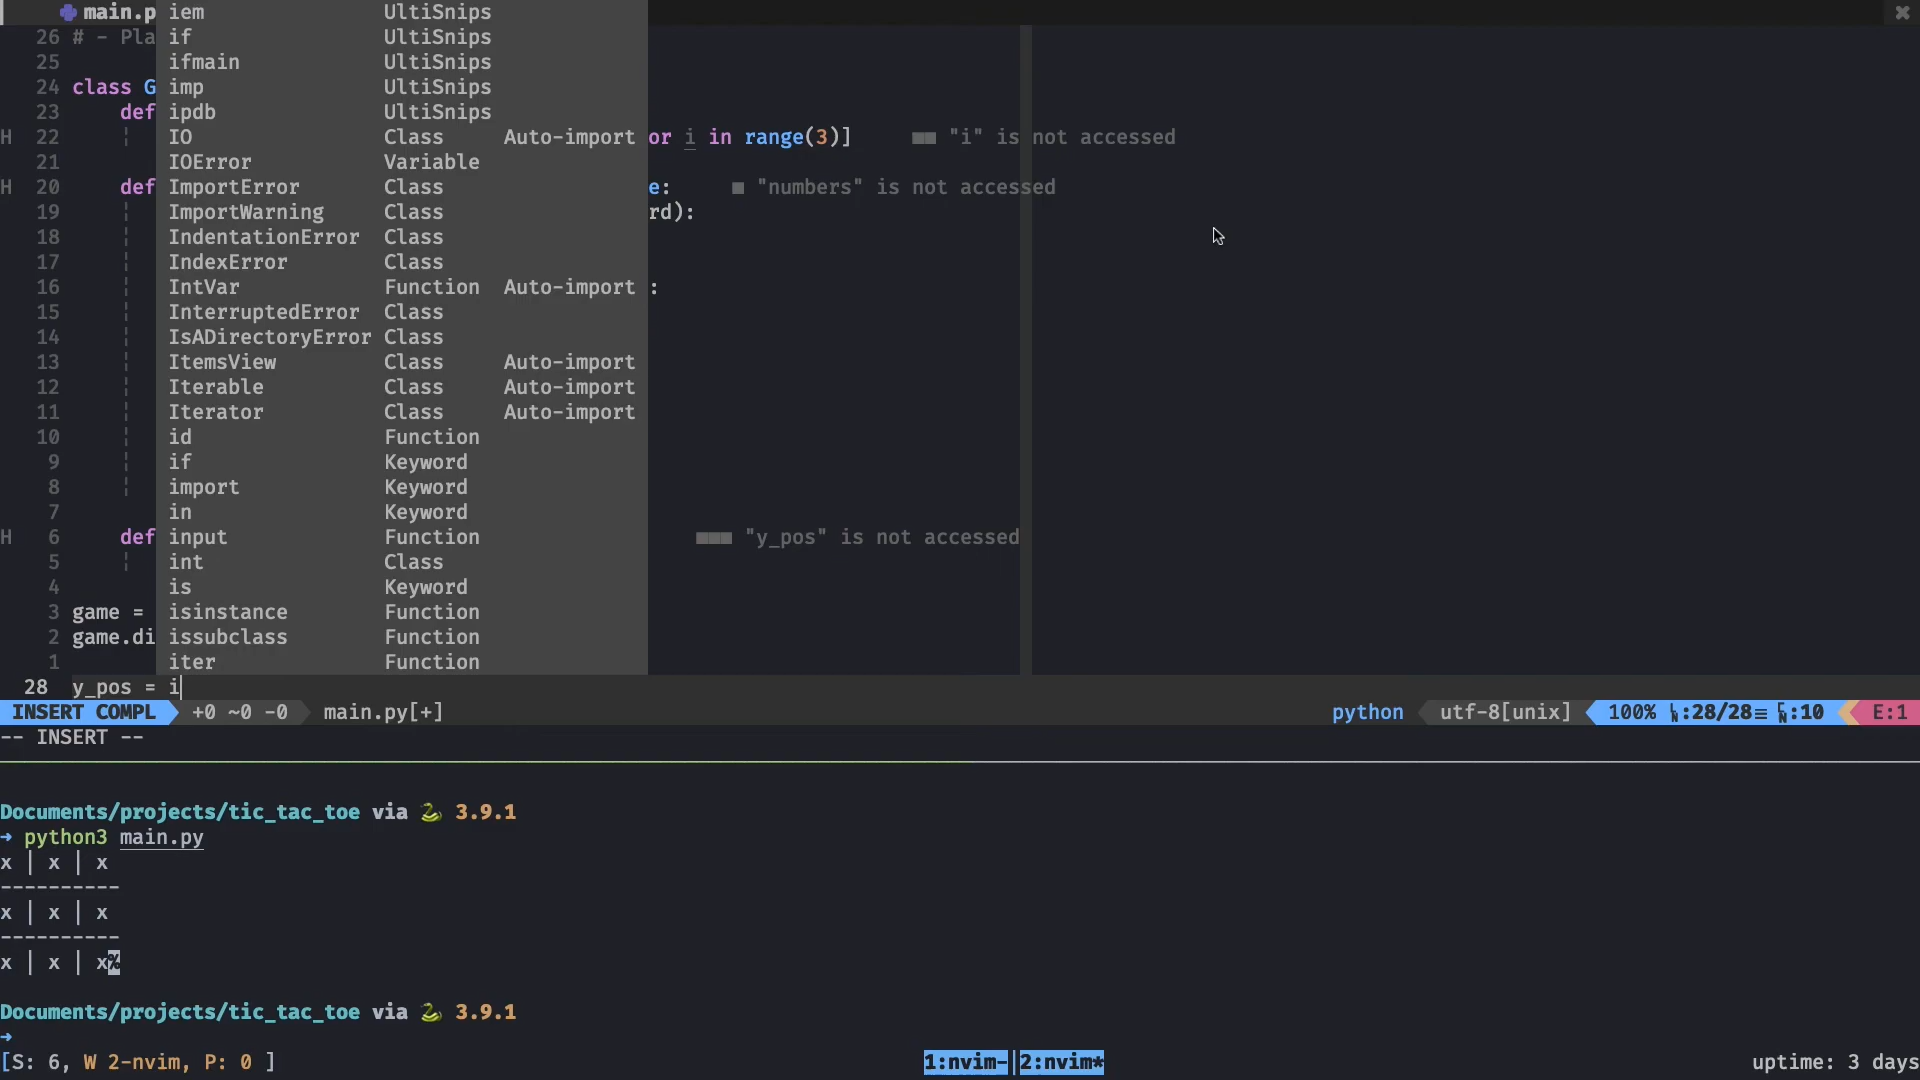 main.p iem UltiSnips ✖
26 # - Pla if UltiSnips
25 ifmain UltiSnips
24 class G imp UltiSnips
23 def ipdb UltiSnips
H 22 IO Class Auto-import or i in range(3)] ■■ "i" is not accessed
21 IOError Variable
H 20 def ImportError Class e: ■ "numbers" is not accessed
19 ImportWarning Class rd):
18 IndentationError Class
17 IndexError Class
16 IntVar Function Auto-import :
15 InterruptedError Class
14 IsADirectoryError Class
13 ItemsView Class Auto-import
12 Iterable Class Auto-import
11 Iterator Class Auto-import
10 id Function
9 if Keyword
8 import Keyword
7 in Keyword
H 6 def input Function ■■■ "y_pos" is not accessed
5 int Class
4 is Keyword
3 game = isinstance Function
2 game.di issubclass Function
1 iter Function
28 y_pos = i
INSERT COMPL +0 ~0 -0 main.py[+] python utf-8[unix] 100% ㏑:28/28≡ ℅:10 E:1
-- INSERT --
Documents/projects/tic_tac_toe via 🐍 3.9.1
➜ python3 main.py
x | x | x
----------
x | x | x
----------
x | x | x%
Documents/projects/tic_tac_toe via 🐍 3.9.1
➜
[S: 6, W 2-nvim, P: 0 ] 1:nvim-|2:nvim* uptime: 3 days